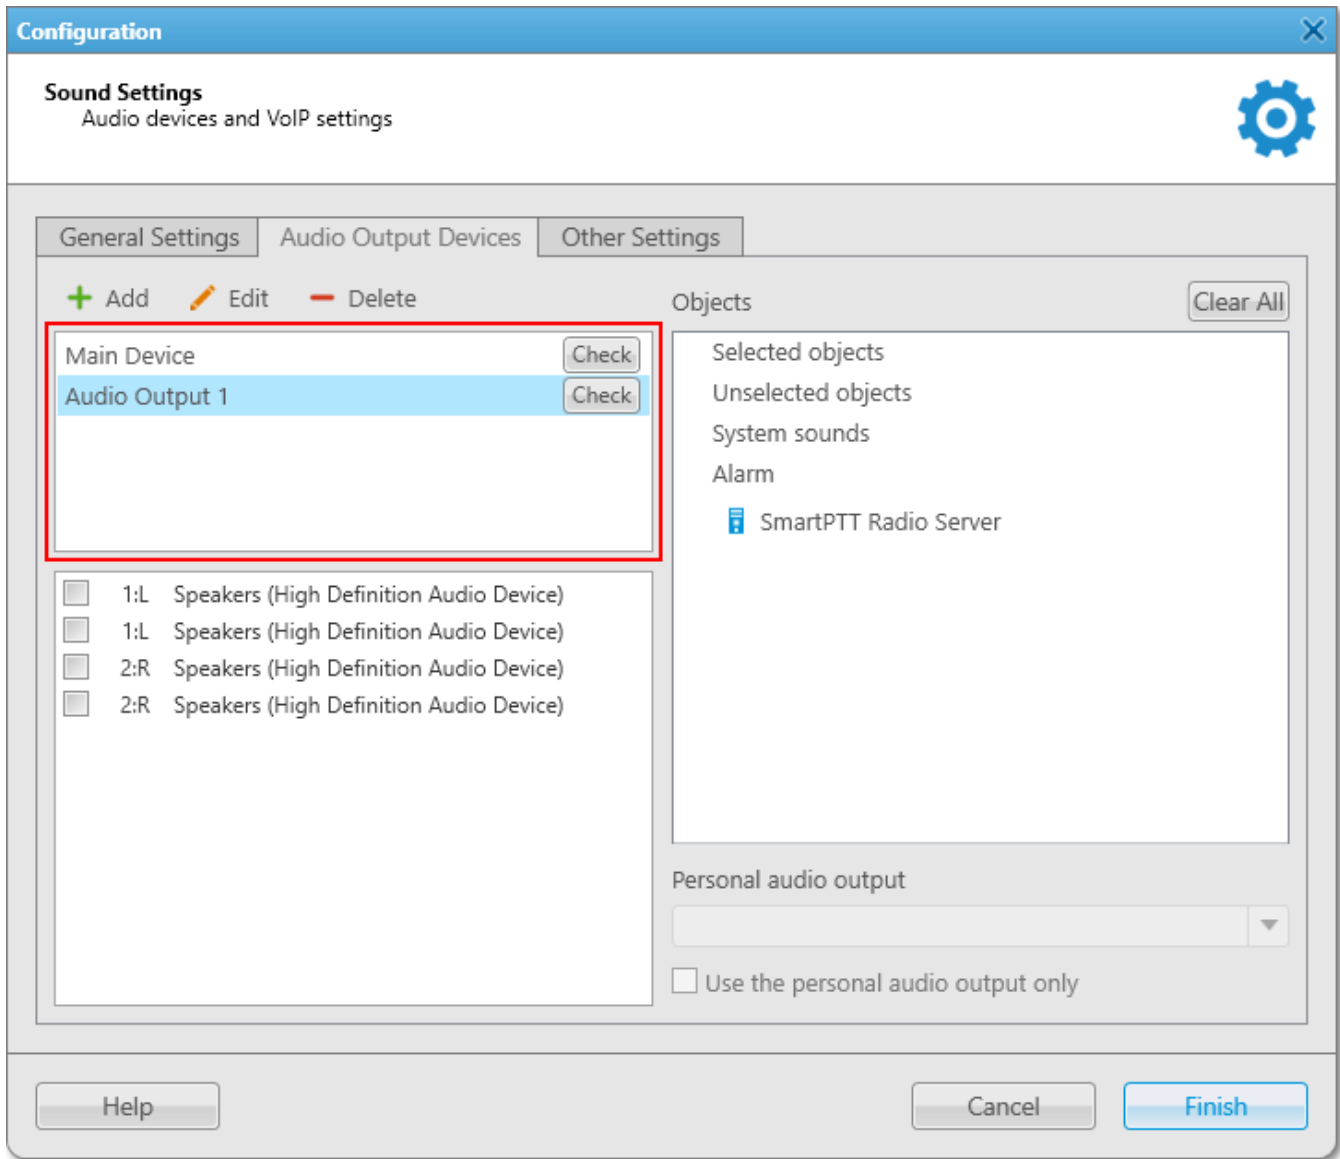 Configuration
Sound Settings
Audio devices and VoIP settings
General Settings
Audio Output Devices
Other Settings
Add
Edit
Delete
Main Device
Check
Audio Output 1
Check
1:L Speakers (High Definition Audio Device)
1:L Speakers (High Definition Audio Device)
2:R Speakers (High Definition Audio Device)
2:R Speakers (High Definition Audio Device)
Objects
Clear All
Selected objects
Unselected objects
System sounds
Alarm
SmartPTT Radio Server
Personal audio output
Use the personal audio output only
Help
Cancel
Finish